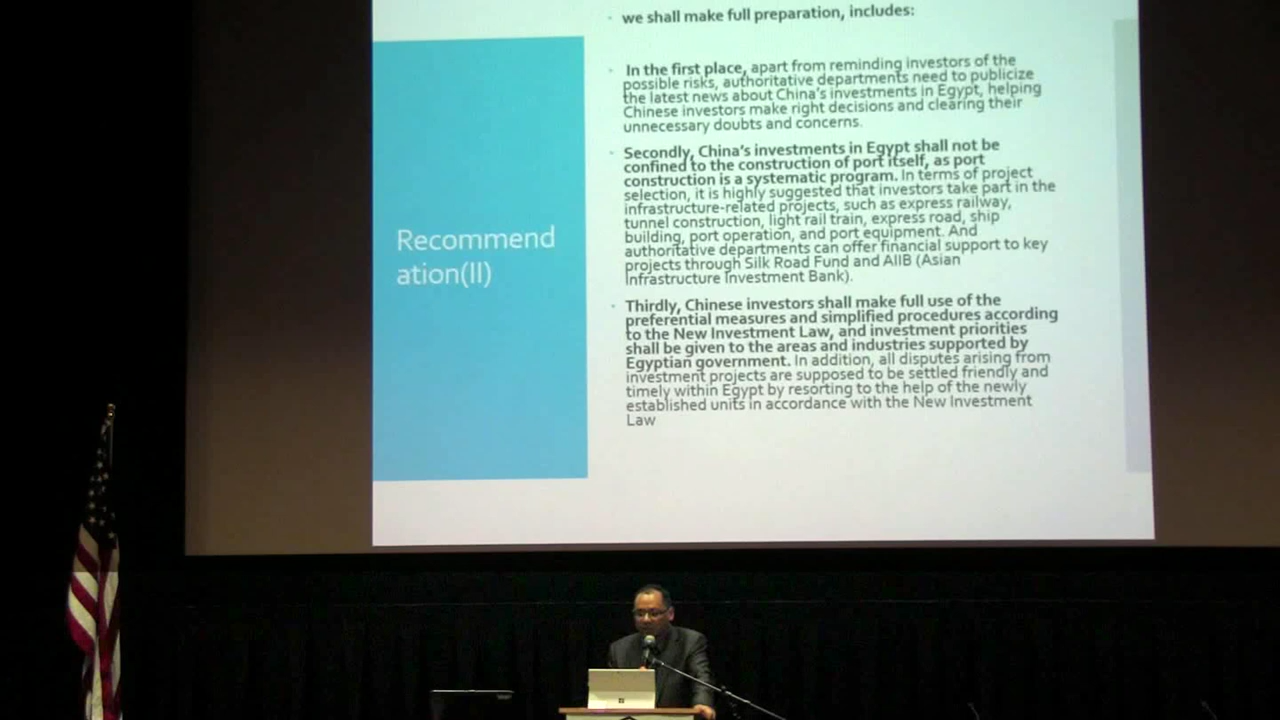 we shall make full preparation, includes:
In the first place, apart from reminding investors of the
possible risks, authoritative departments need to publicize
the latest news about China's investments in Egypt, helping
Chinese investors make right decisions and clearing their
unnecessary doubts and concerns.
Secondly, China's investments in Egypt shall not be
confined to the construction of port itself, as port
construction is a systematic program. In terms of project
selection, it is highly suggested that investors take part in the
infrastructure-related projects, such as express railway,
tunnel construction, light rail train, express road, ship
building, port operation, and port equipment. And
authoritative departments can offer financial support to key
projects through Silk Road Fund and AIIB (Asian
Infrastructure Investment Bank).
Thirdly, Chinese investors shall make full use of the
preferential measures and simplified procedures according
to the New Investment Law, and investment priorities
shall be given to the areas and industries supported by
Egyptian government. In addition, all disputes arising from
investment projects are supposed to be settled friendly and
timely within Egypt by resorting to the help of the newly
established units in accordance with the New Investment
Law
Recommend
ation(II)